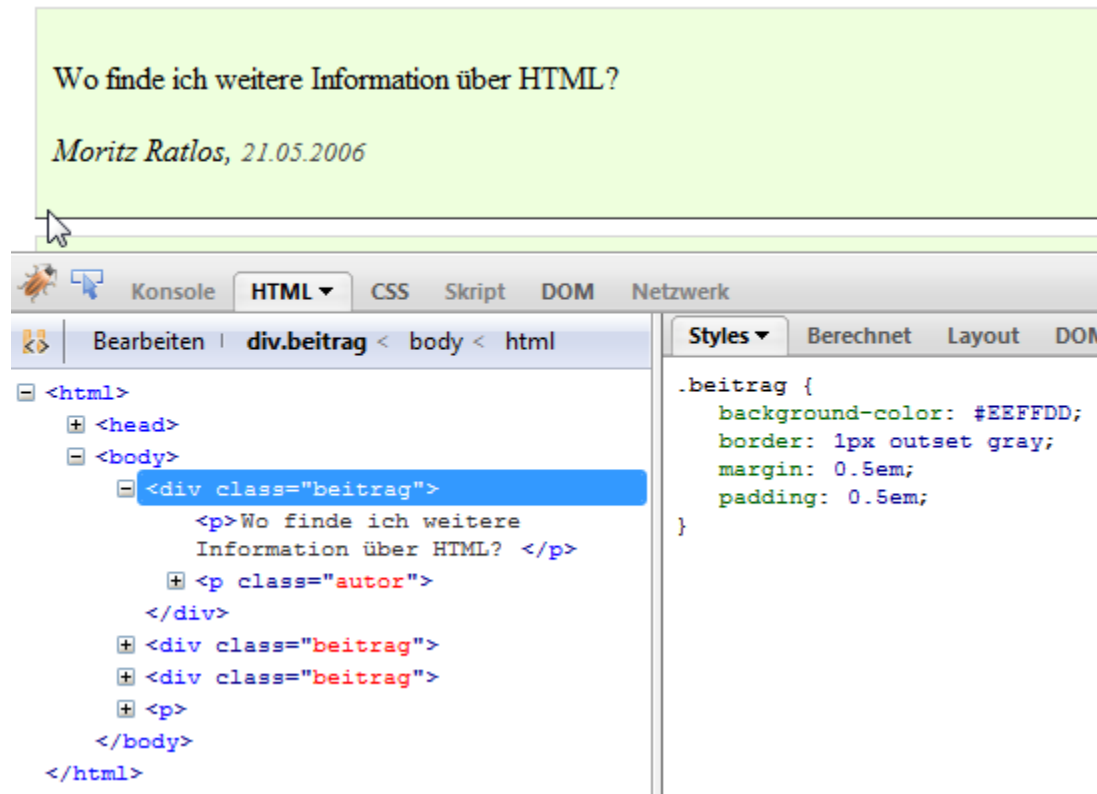 Wo finde ich weitere Information über HTML?
Moritz Ratlos, 21.05.2006
Konsole HTML CSS Skript DOM Netzwerk
Bearbeiten div.beitrag < body < html
<html>
<head>
<body>
<div class="beitrag">
<p>Wo finde ich weitere
Information über HTML? </p>
<p class="autor">
</div>
<div class="beitrag">
<div class="beitrag">
<p>
</body>
</html>
Styles Berechnet Layout DOM
.beitrag {
background-color: #EEFFDD;
border: 1px outset gray;
margin: 0.5em;
padding: 0.5em;
}